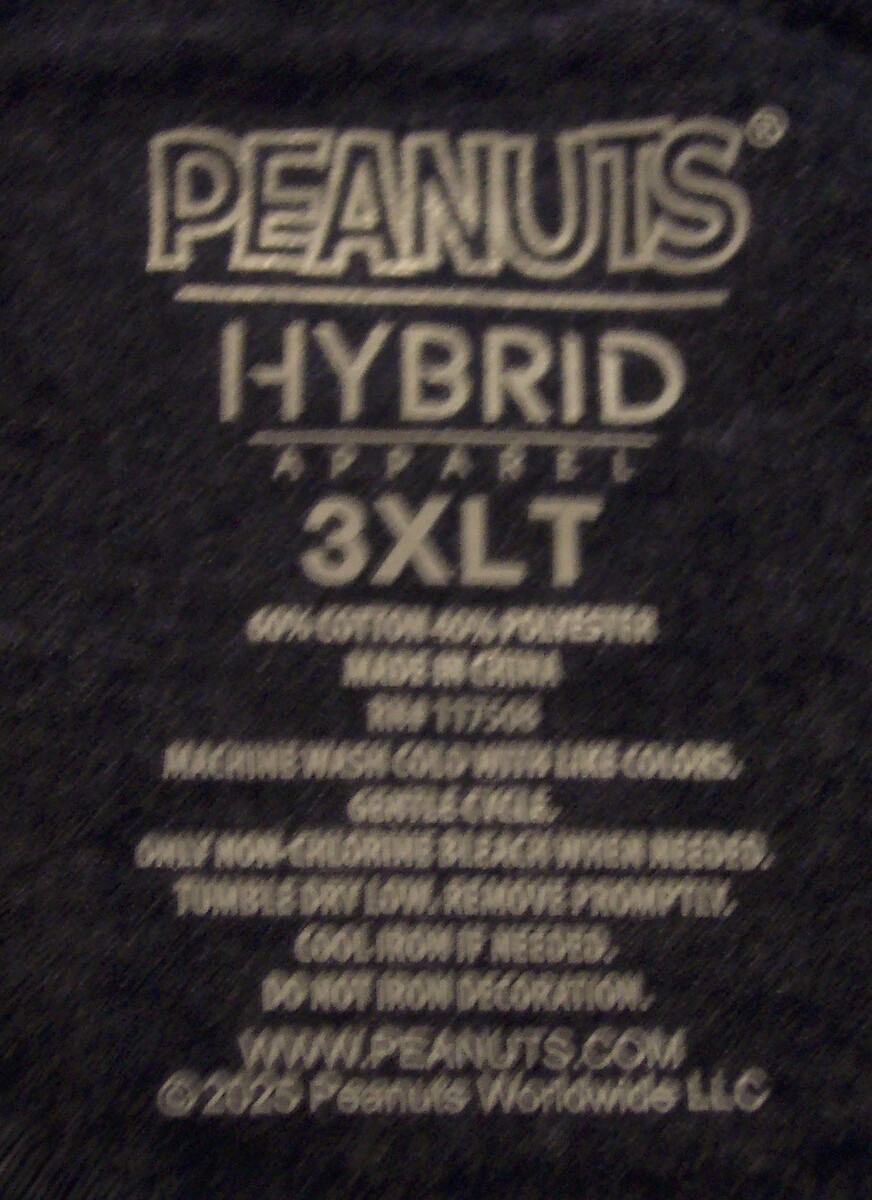 PEANUTS®
HYBRID
APPAREL
3XLT
60% COTTON 40% POLYESTER
MADE IN CHINA
RN# 117508
MACHINE WASH COLD WITH LIKE COLORS.
GENTLE CYCLE.
ONLY NON-CHLORINE BLEACH WHEN NEEDED.
TUMBLE DRY LOW. REMOVE PROMPTLY.
COOL IRON IF NEEDED.
DO NOT IRON DECORATION.
WWW.PEANUTS.COM
©2025 Peanuts Worldwide LLC